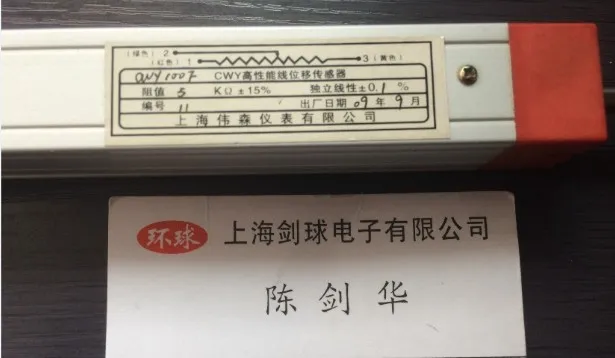 (绿色) 2
(红色) 1 3 (黄色)
CWY高性能线位移传感器
阻值 5 KΩ±15% 独立线性±0.1%
编号 11 出厂日期 09年9月
上海伟森仪表有限公司
环球 上海剑球电子有限公司
陈剑华